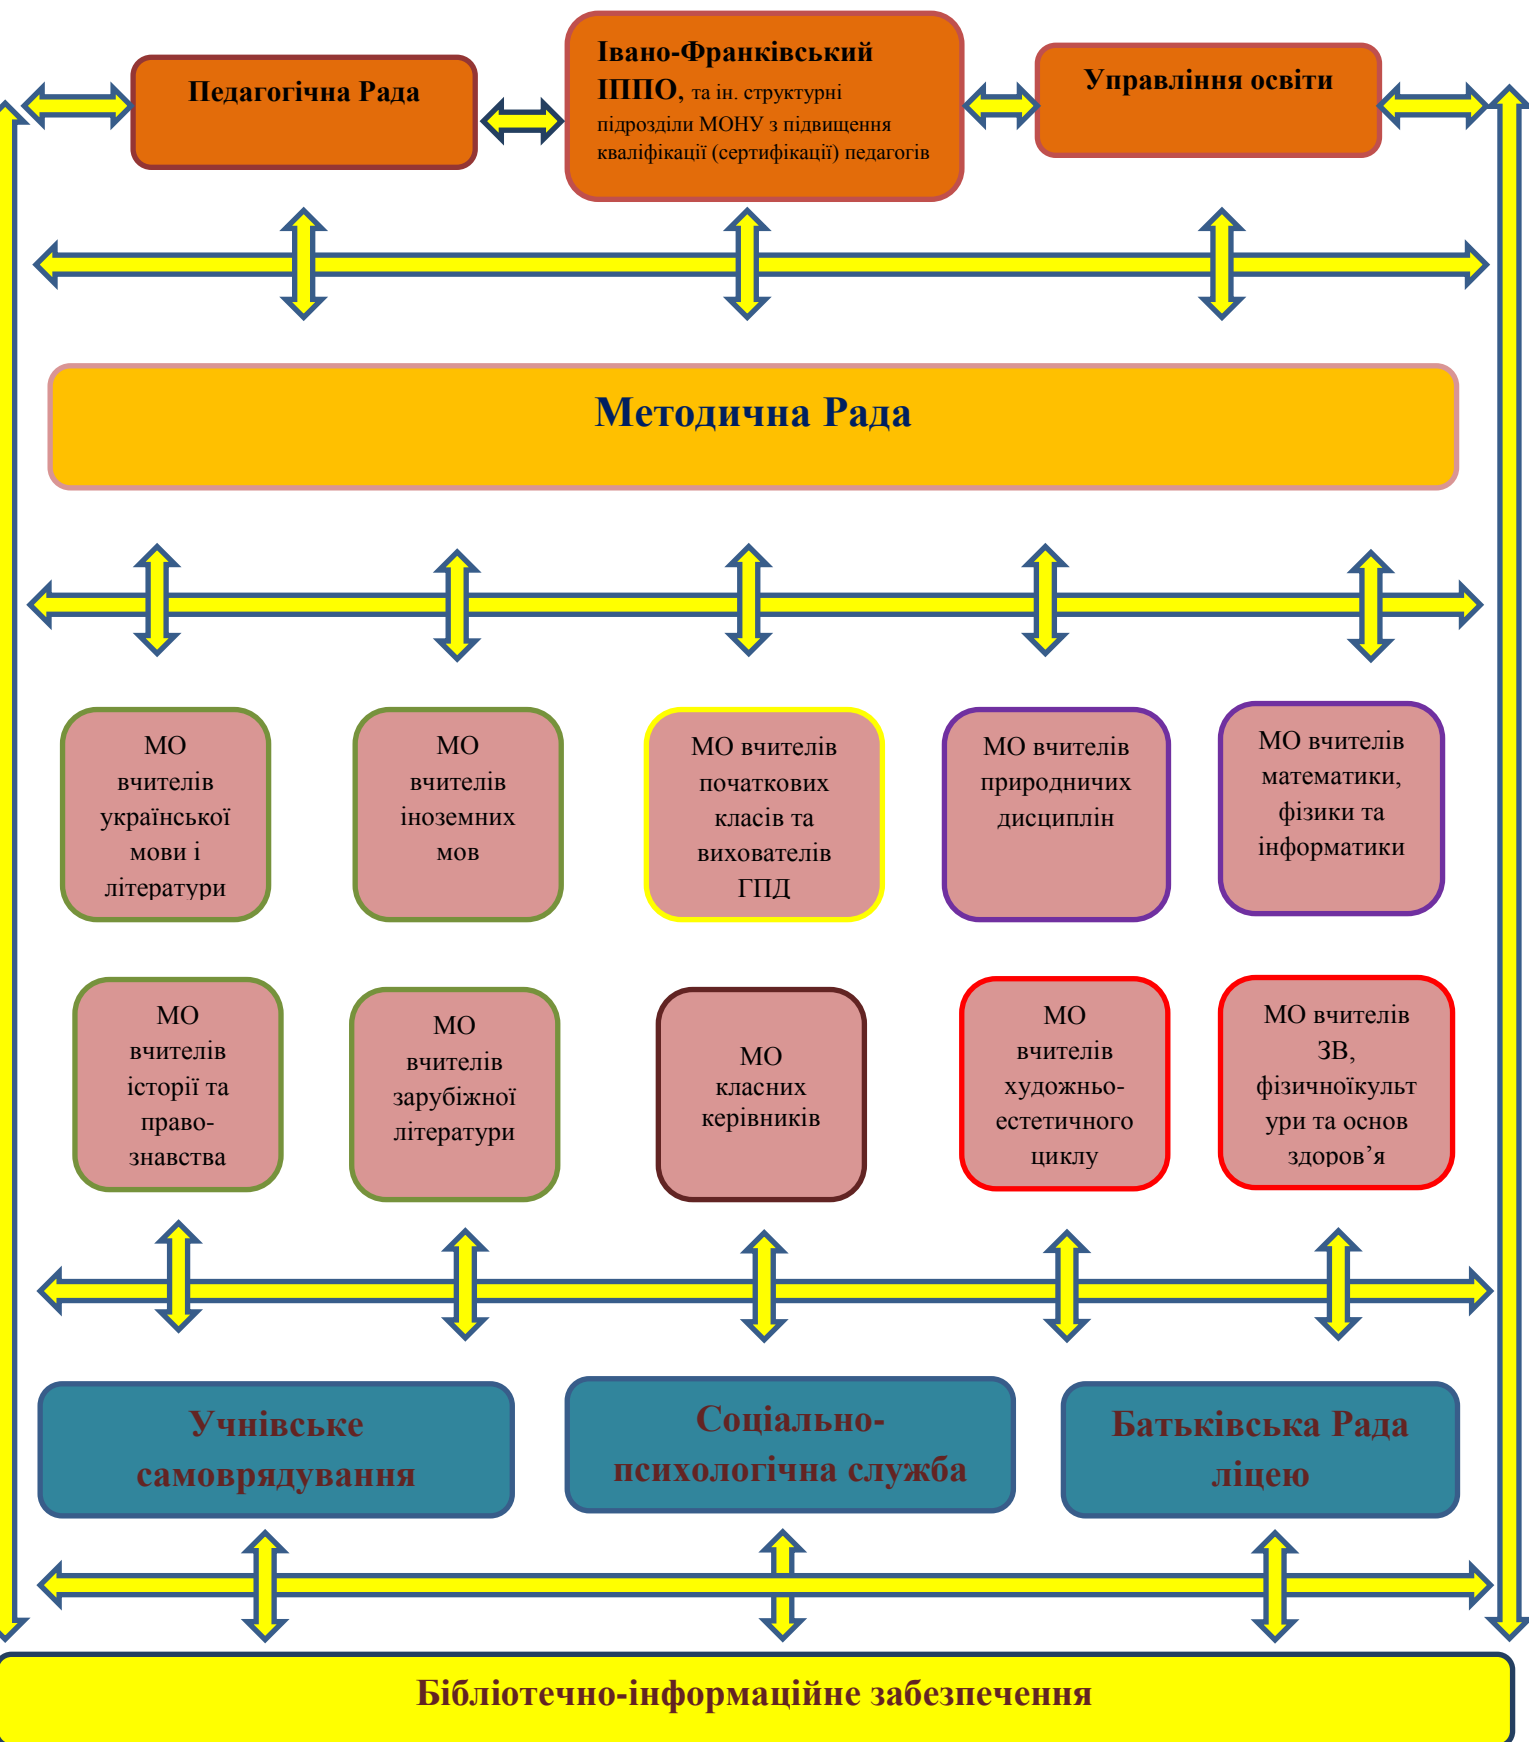 Педагогічна Рада
Івано-Франківський
ІППО, та ін. структурні
підрозділи МОНУ з підвищення
кваліфікації (сертифікації) педагогів
Управління освіти
Методична Рада
МО
вчителів
української
мови і
літератури
МО
вчителів
іноземних
мов
МО вчителів
початкових
класів та
вихователів
ГПД
МО вчителів
природничих
дисциплін
МО вчителів
математики,
фізики та
інформатики
МО
вчителів
історії та
право-
знавства
МО
вчителів
зарубіжної
літератури
МО
класних
керівників
МО
вчителів
художньо-
естетичного
циклу
МО вчителів
ЗВ,
фізичноїкульт
ури та основ
здоров’я
Учнівське
самоврядування
Соціально-
психологічна служба
Батьківська Рада
ліцею
Бібліотечно-інформаційне забезпечення